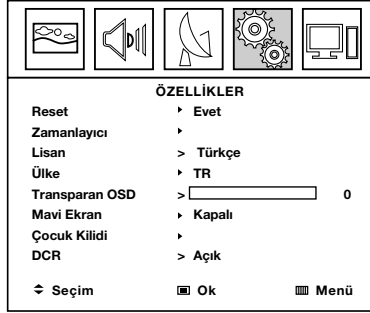 ÖZELLİKLER
Reset ‣ Evet
Zamanlayıcı ‣
Lisan > Türkçe
Ülke ‣ TR
Transparan OSD > 0
Mavi Ekran ‣ Kapalı
Çocuk Kilidi ‣
DCR > Açık
Seçim Ok Menü